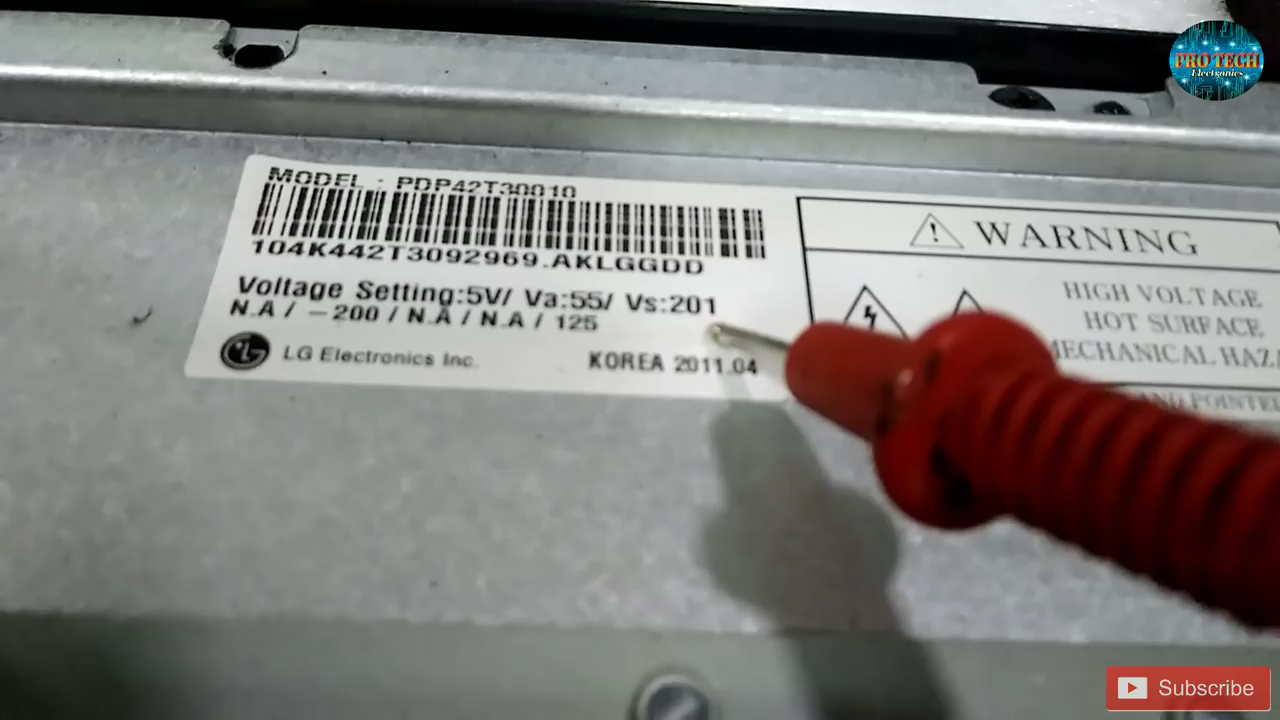 PRO TECH
Electronics
MODEL : PDP42T30010
104K442T3092969.AKLGGDD
Voltage Setting:5V/ Va:55/ Vs:201
N.A / -200 / N.A / N.A / 125
LG Electronics Inc.
KOREA 2011.04
WARNING
HIGH VOLTAGE
HOT SURFACE
MECHANICAL
AND
Subscribe